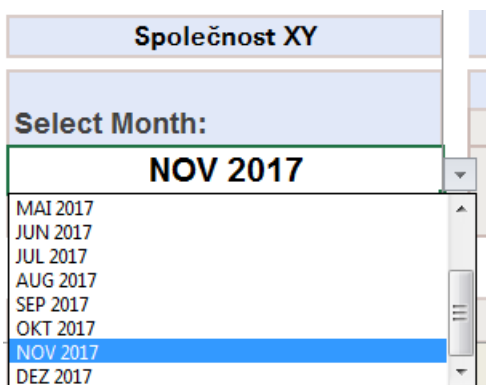 Společnost XY
Select Month:
NOV 2017
MAI 2017
JUN 2017
JUL 2017
AUG 2017
SEP 2017
OKT 2017
NOV 2017
DEZ 2017